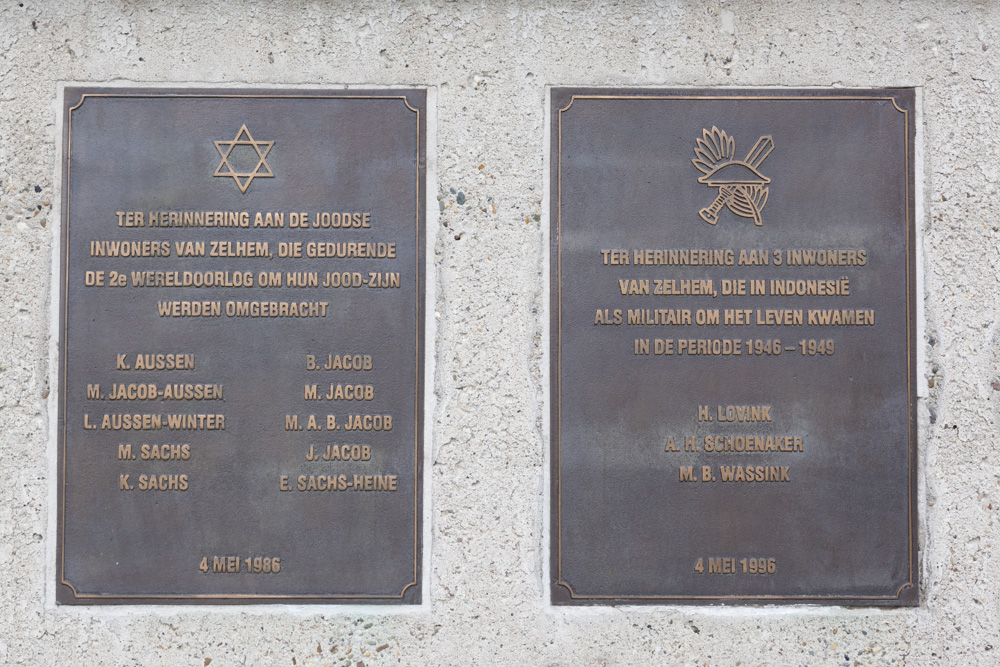 TER HERINNERING AAN DE JOODSE
INWONERS VAN ZELHEM, DIE GEDURENDE
DE 2e WERELDOORLOG OM HUN JOOD-ZIJN
WERDEN OMGEBRACHT
K. AUSSEN
M. JACOB-AUSSEN
L. AUSSEN-WINTER
M. SACHS
K. SACHS
B. JACOB
M. JACOB
M. A. B. JACOB
J. JACOB
E. SACHS-HEINE
4 MEI 1986
TER HERINNERING AAN 3 INWONERS
VAN ZELHEM, DIE IN INDONESIË
ALS MILITAIR OM HET LEVEN KWAMEN
IN DE PERIODE 1946 – 1949
H. LOVINK
A. H. SCHOENAKER
M. B. WASSINK
4 MEI 1996